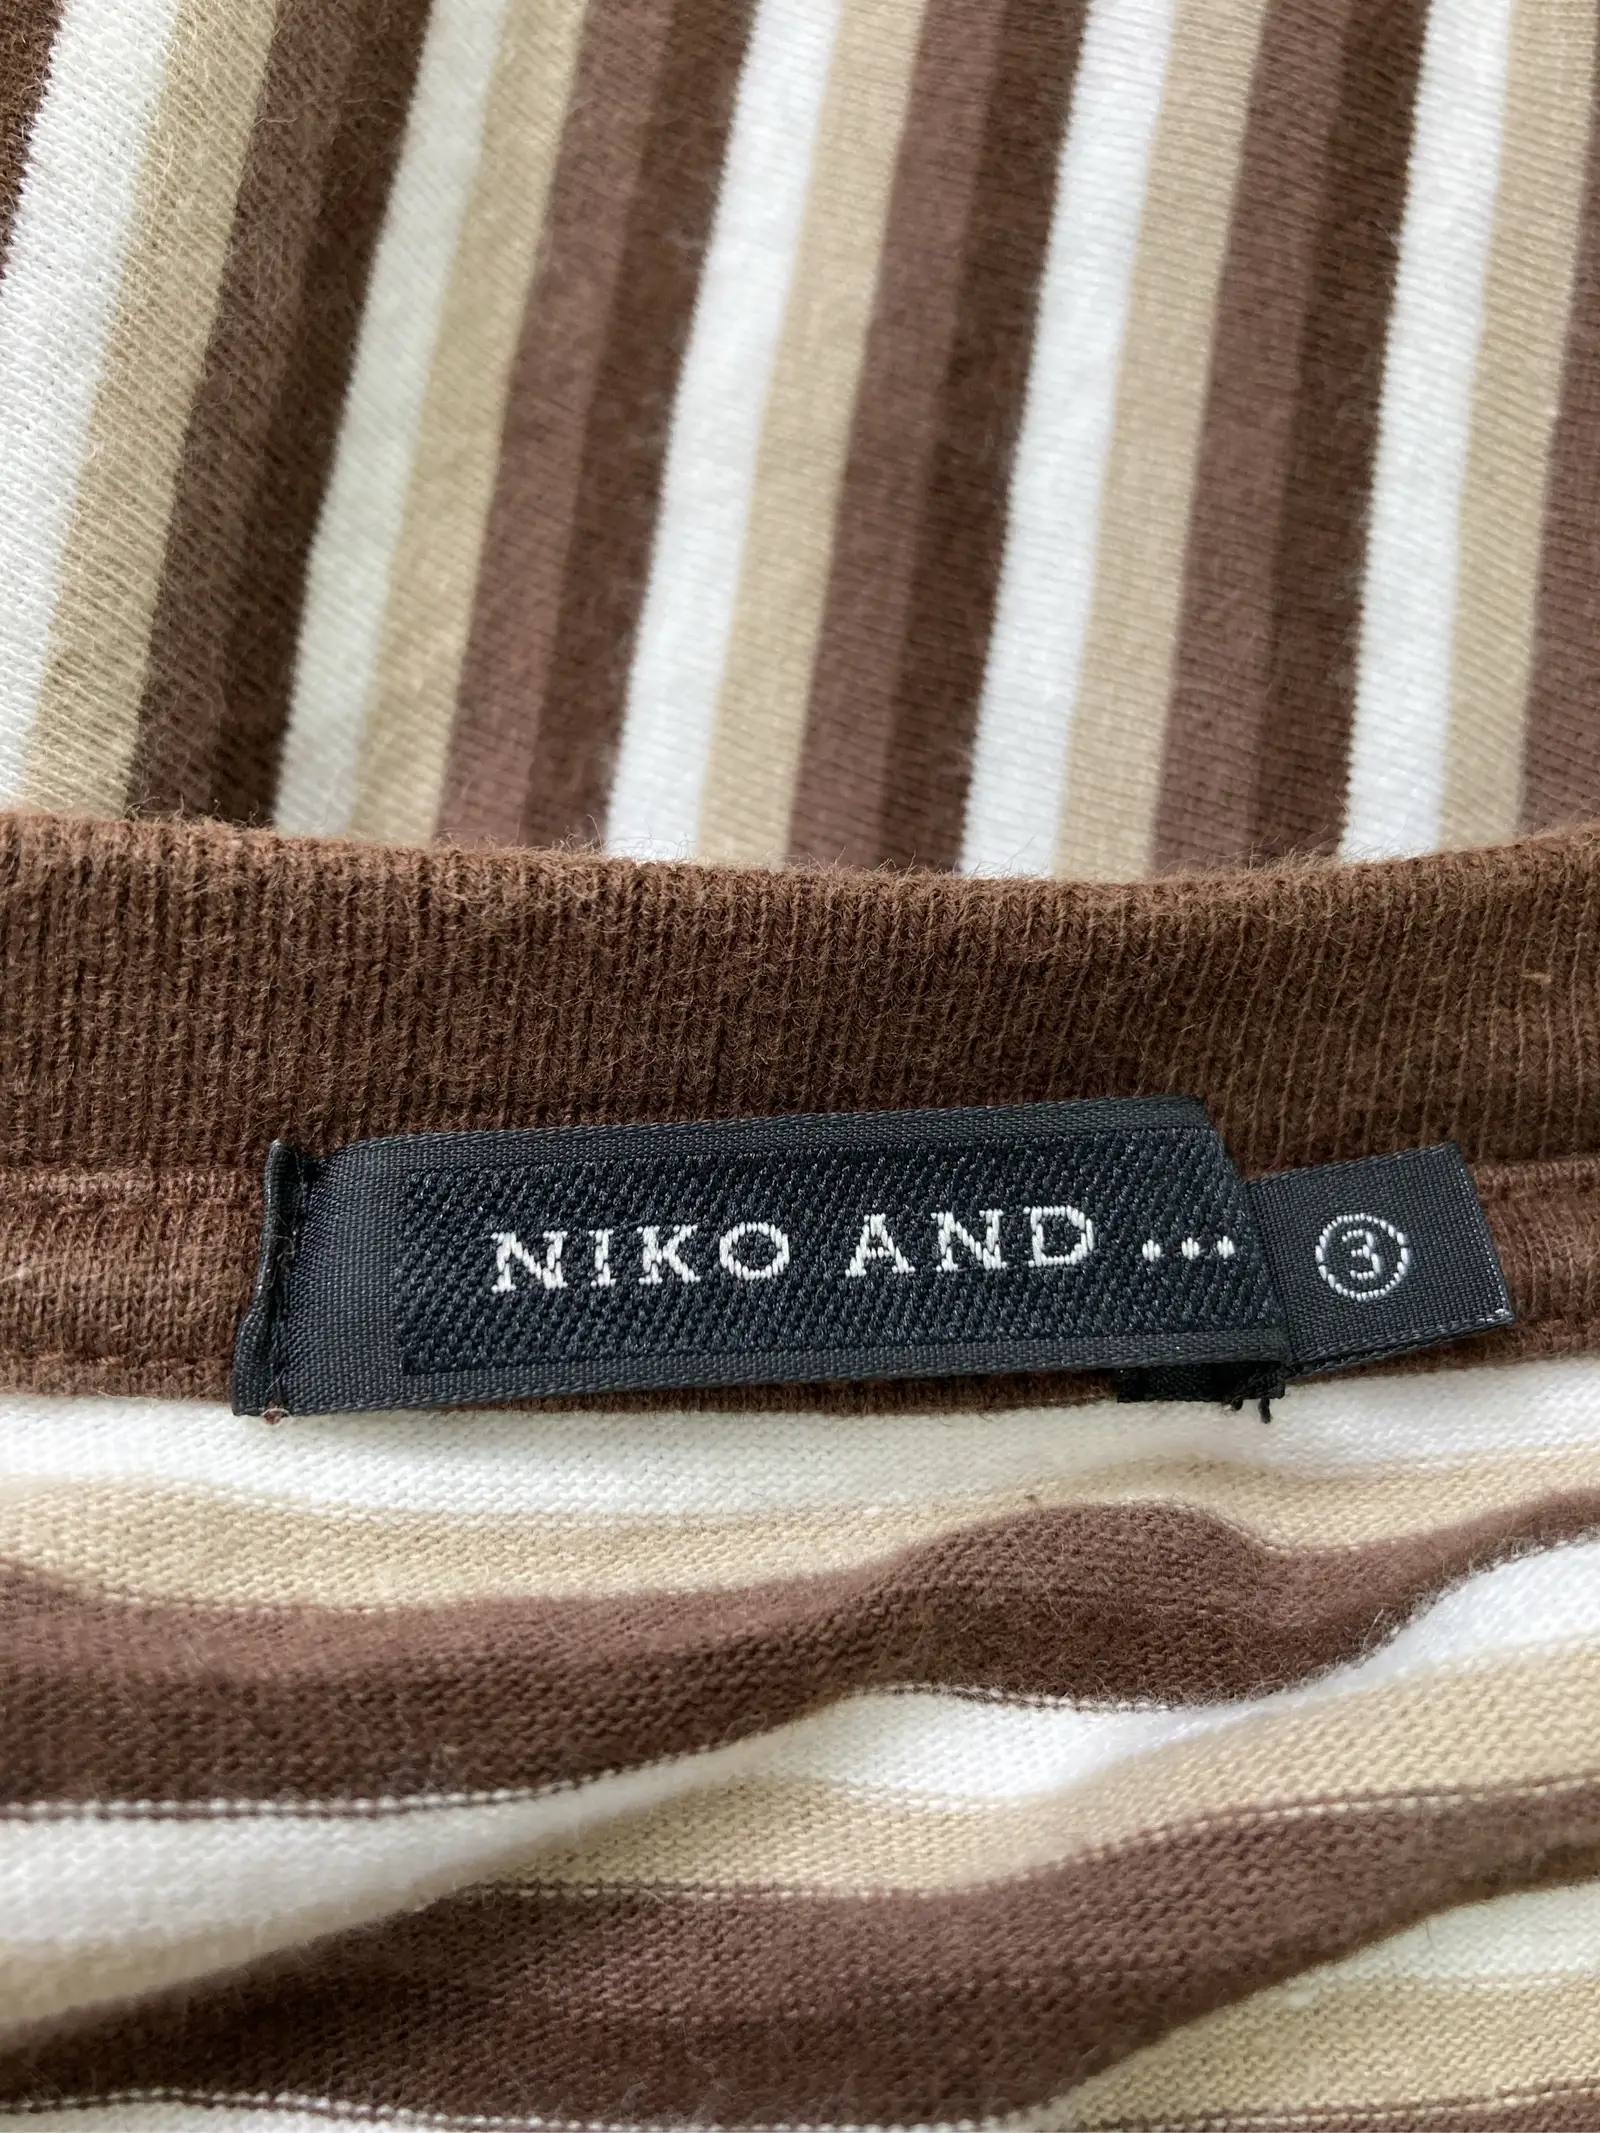 NIKO AND ...
③